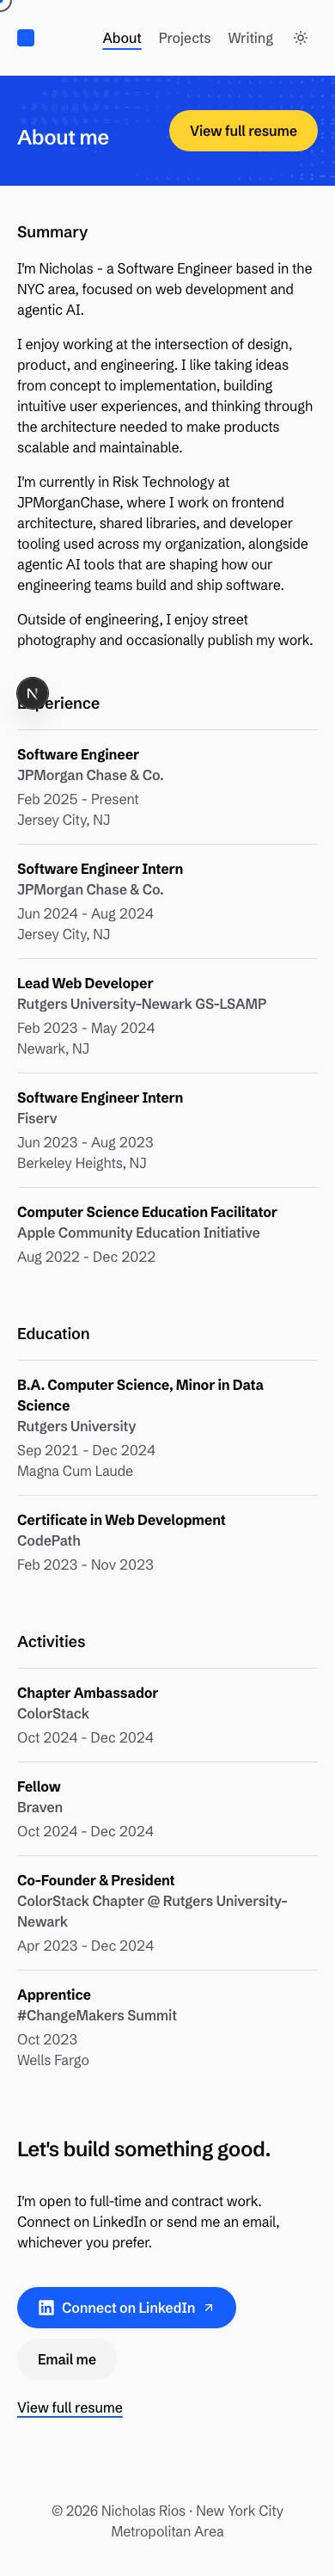 About Projects Writing
About me
View full resume
Summary
I'm Nicholas - a Software Engineer based in the
NYC area, focused on web development and
agentic AI.
I enjoy working at the intersection of design,
product, and engineering. I like taking ideas
from concept to implementation, building
intuitive user experiences, and thinking through
the architecture needed to make products
scalable and maintainable.
I'm currently in Risk Technology at
JPMorganChase, where I work on frontend
architecture, shared libraries, and developer
tooling used across my organization, alongside
agentic AI tools that are shaping how our
engineering teams build and ship software.
Outside of engineering, I enjoy street
photography and occasionally publish my work.
N
Experience
Software Engineer
JPMorgan Chase & Co.
Feb 2025 - Present
Jersey City, NJ
Software Engineer Intern
JPMorgan Chase & Co.
Jun 2024 - Aug 2024
Jersey City, NJ
Lead Web Developer
Rutgers University-Newark GS-LSAMP
Feb 2023 - May 2024
Newark, NJ
Software Engineer Intern
Fiserv
Jun 2023 - Aug 2023
Berkeley Heights, NJ
Computer Science Education Facilitator
Apple Community Education Initiative
Aug 2022 - Dec 2022
Education
B.A. Computer Science, Minor in Data
Science
Rutgers University
Sep 2021 - Dec 2024
Magna Cum Laude
Certificate in Web Development
CodePath
Feb 2023 - Nov 2023
Activities
Chapter Ambassador
ColorStack
Oct 2024 - Dec 2024
Fellow
Braven
Oct 2024 - Dec 2024
Co-Founder & President
ColorStack Chapter @ Rutgers University-
Newark
Apr 2023 - Dec 2024
Apprentice
#ChangeMakers Summit
Oct 2023
Wells Fargo
Let's build something good.
I'm open to full-time and contract work.
Connect on LinkedIn or send me an email,
whichever you prefer.
in Connect on LinkedIn ↗
Email me
View full resume
© 2026 Nicholas Rios · New York City
Metropolitan Area